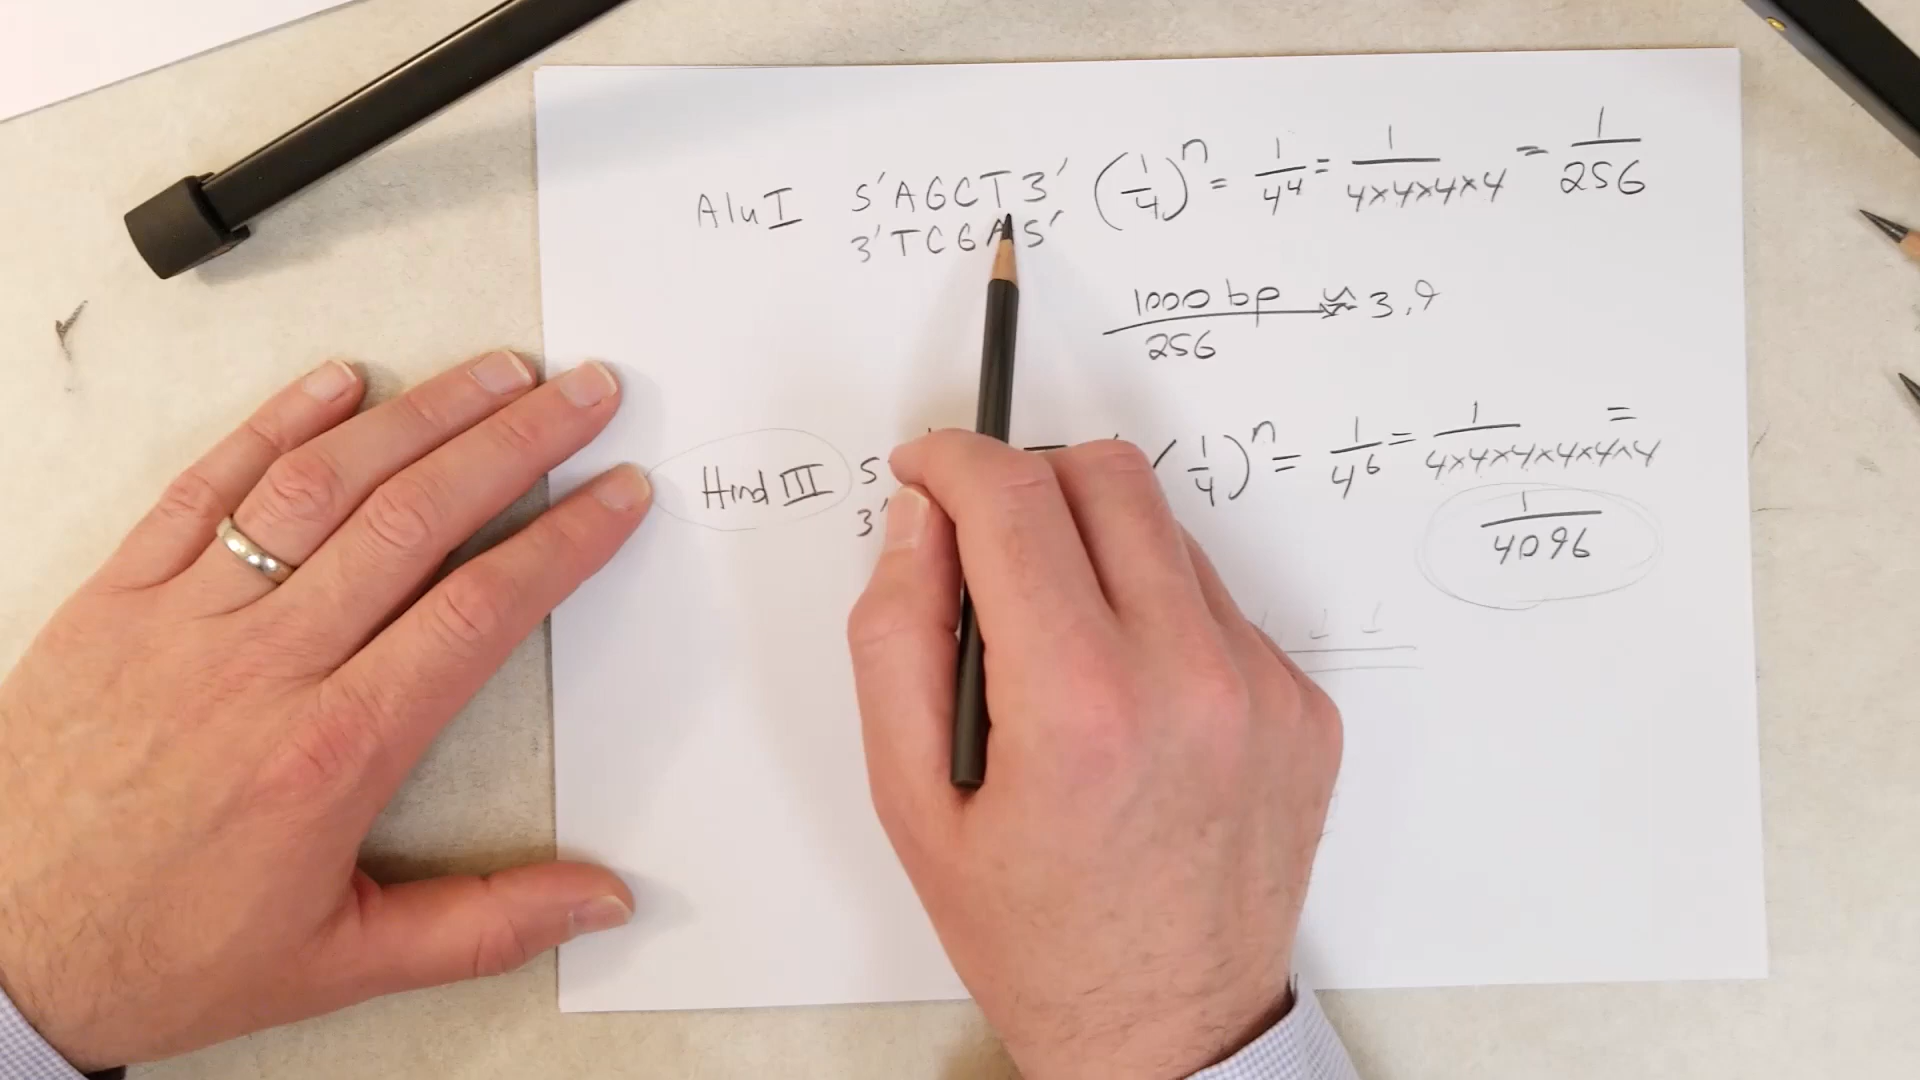 AluI 5'AGCT3' (1/4)^n = 1/4^4 = 1/4×4×4×4 = 1/256
3'TCGA5'
1000 bp / 256 ≈ 3.9
Hind III 5 (1/4)^n = 1/4^6 = 1/4×4×4×4×4×4 =
3'
1/4096